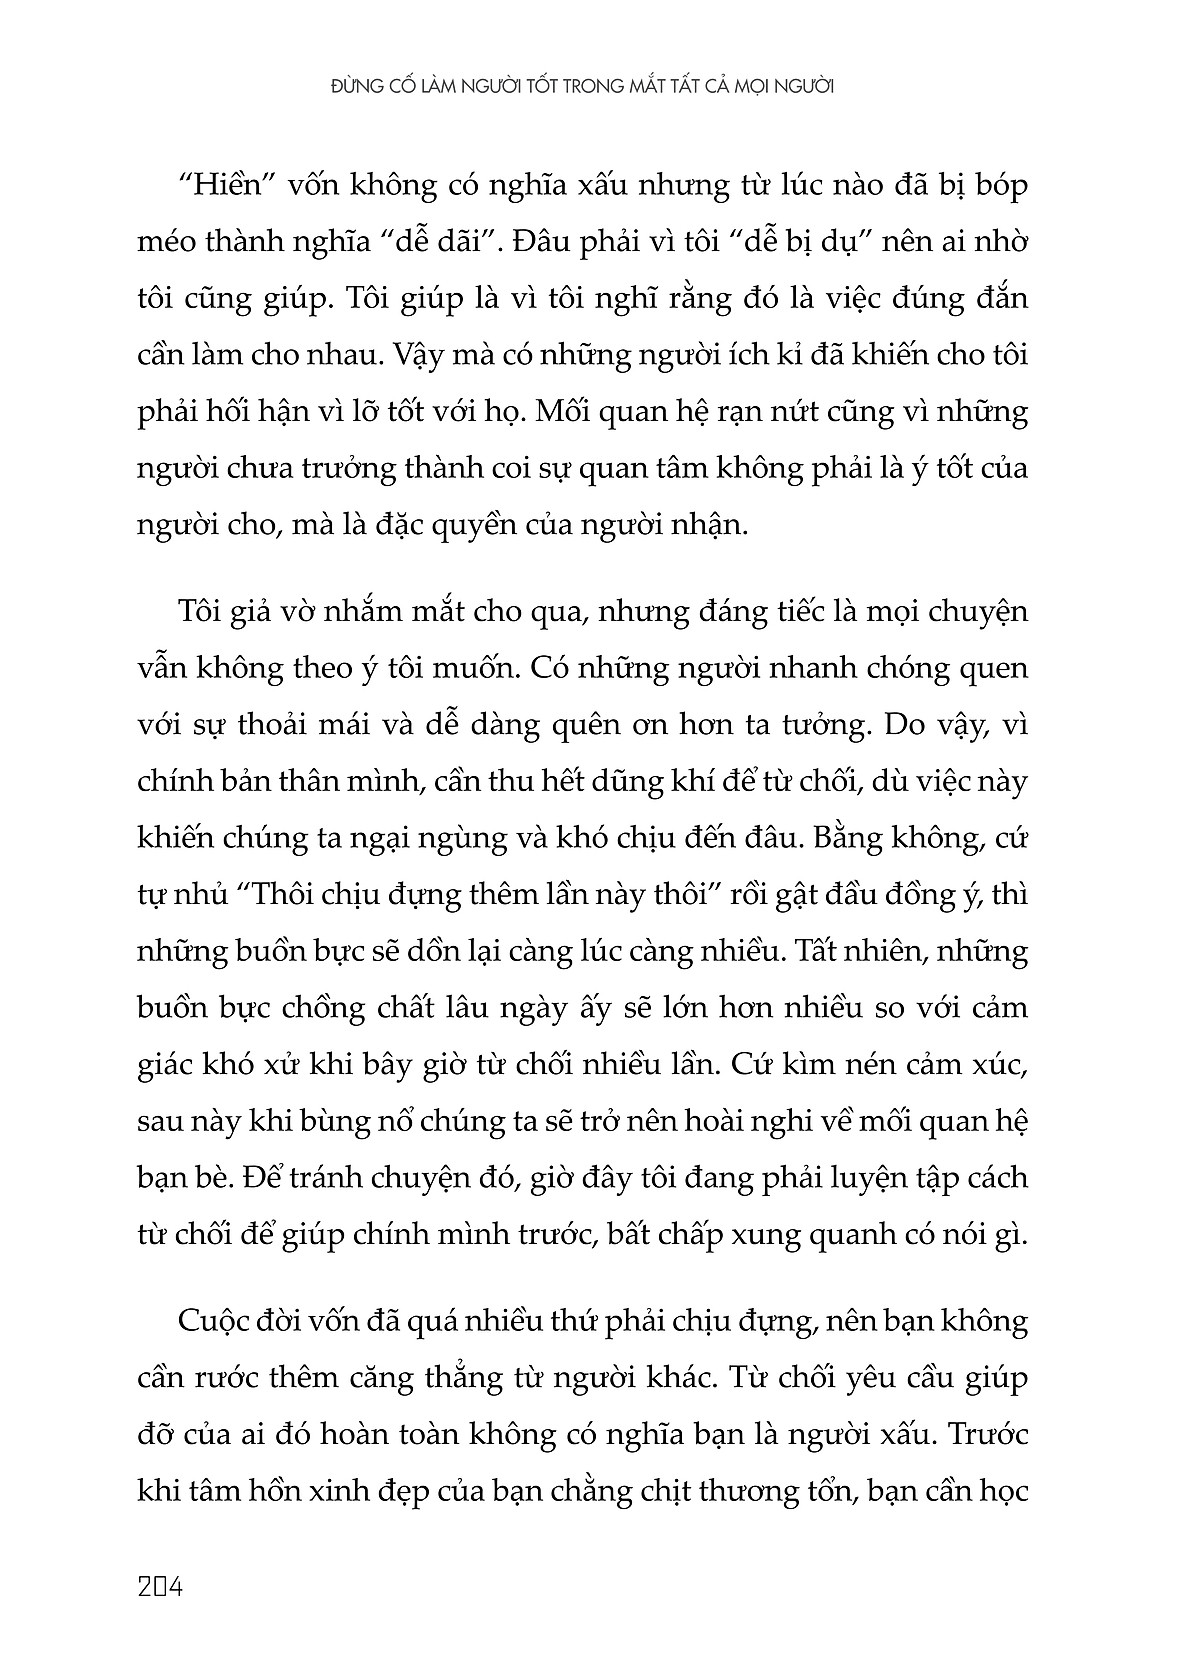 ĐỪNG CỐ LÀM NGƯỜI TỐT TRONG MẮT TẤT CẢ MỌI NGƯỜI
“Hiền” vốn không có nghĩa xấu nhưng từ lúc nào đã bị bóp
méo thành nghĩa “dễ dãi”. Đâu phải vì tôi “dễ bị dụ” nên ai nhờ
tôi cũng giúp. Tôi giúp là vì tôi nghĩ rằng đó là việc đúng đắn
cần làm cho nhau. Vậy mà có những người ích kỉ đã khiến cho tôi
phải hối hận vì lỡ tốt với họ. Mối quan hệ rạn nứt cũng vì những
người chưa trưởng thành coi sự quan tâm không phải là ý tốt của
người cho, mà là đặc quyền của người nhận.
Tôi giả vờ nhắm mắt cho qua, nhưng đáng tiếc là mọi chuyện
vẫn không theo ý tôi muốn. Có những người nhanh chóng quen
với sự thoải mái và dễ dàng quên ơn hơn ta tưởng. Do vậy, vì
chính bản thân mình, cần thu hết dũng khí để từ chối, dù việc này
khiến chúng ta ngại ngùng và khó chịu đến đâu. Bằng không, cứ
tự nhủ “Thôi chịu đựng thêm lần này thôi” rồi gật đầu đồng ý, thì
những buồn bực sẽ dồn lại càng lúc càng nhiều. Tất nhiên, những
buồn bực chồng chất lâu ngày ấy sẽ lớn hơn nhiều so với cảm
giác khó xử khi bây giờ từ chối nhiều lần. Cứ kìm nén cảm xúc,
sau này khi bùng nổ chúng ta sẽ trở nên hoài nghi về mối quan hệ
bạn bè. Để tránh chuyện đó, giờ đây tôi đang phải luyện tập cách
từ chối để giúp chính mình trước, bất chấp xung quanh có nói gì.
Cuộc đời vốn đã quá nhiều thứ phải chịu đựng, nên bạn không
cần rước thêm căng thẳng từ người khác. Từ chối yêu cầu giúp
đỡ của ai đó hoàn toàn không có nghĩa bạn là người xấu. Trước
khi tâm hồn xinh đẹp của bạn chằng chịt thương tổn, bạn cần học
204